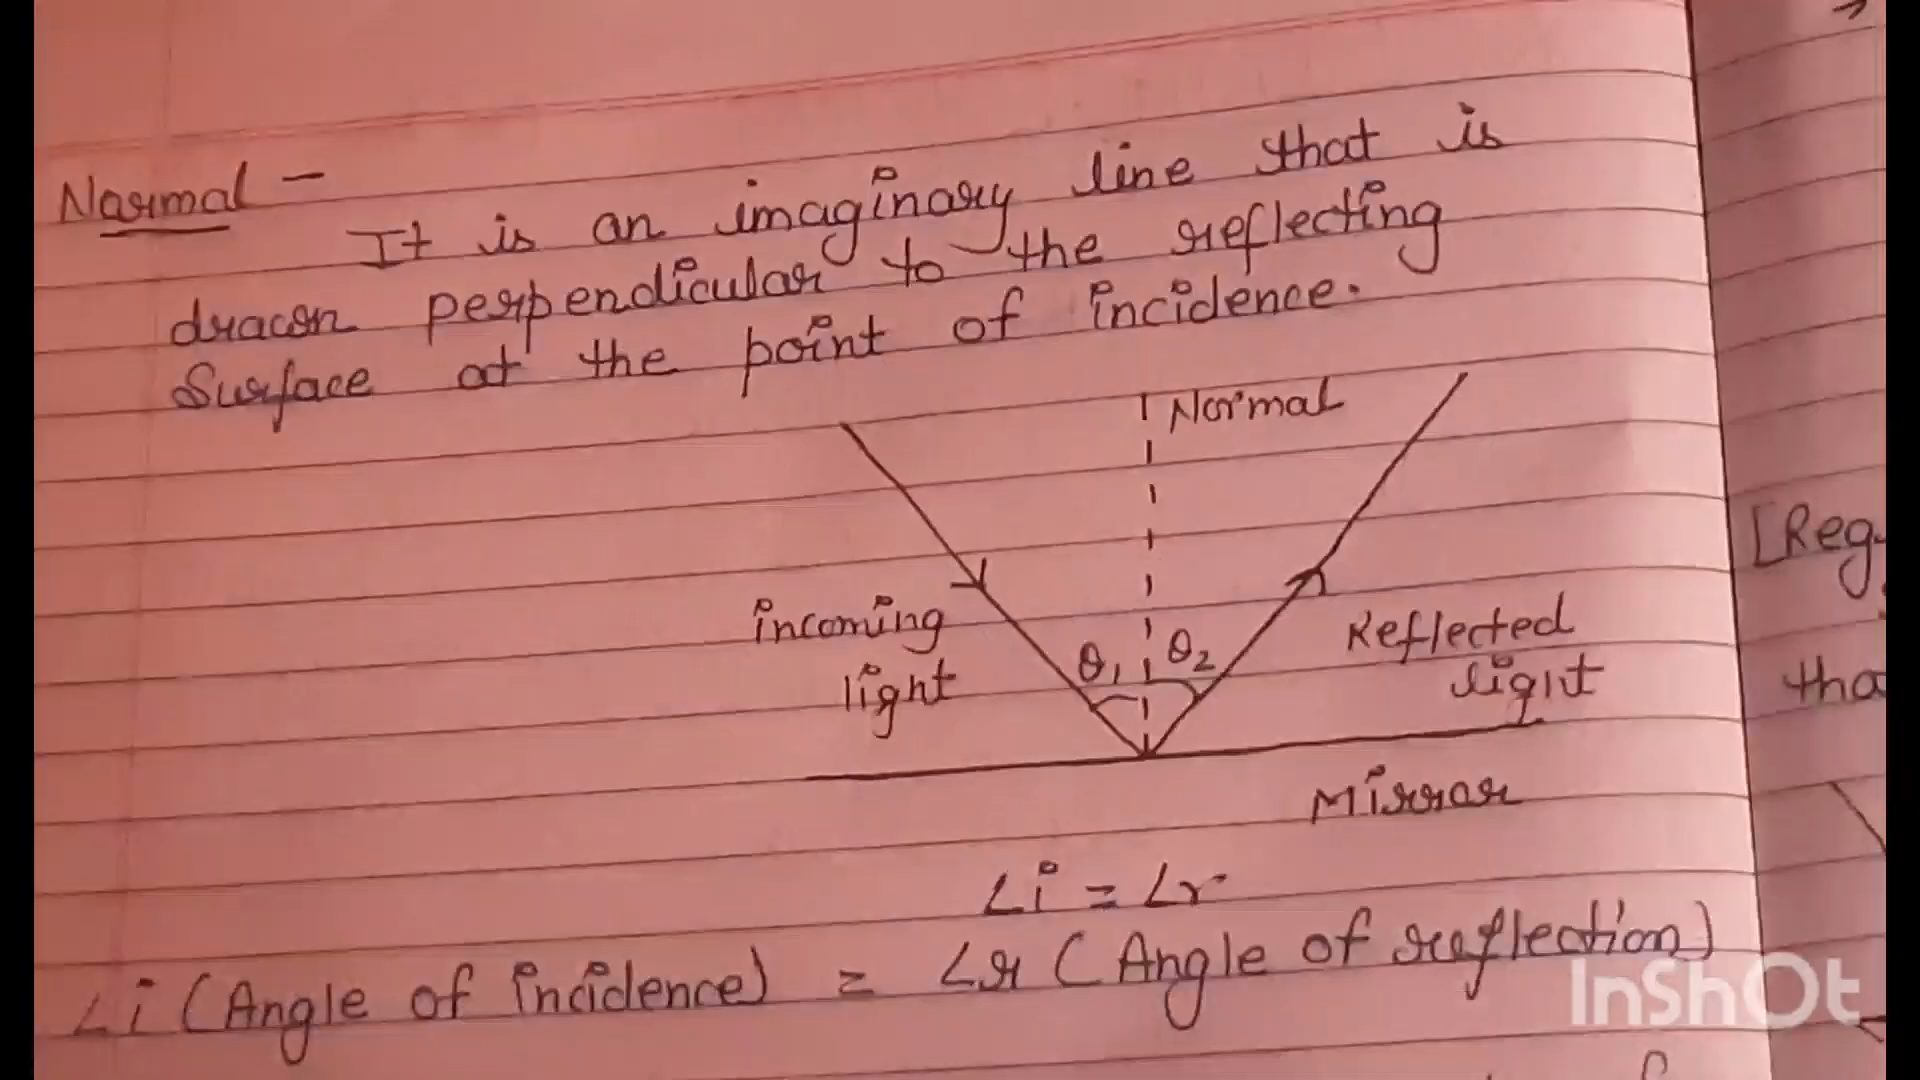 Normal -
It is an imaginary line that is
drawn perpendicular to the reflecting
Surface at the point of incidence.
Normal
incoming
light
θ₁ θ₂
Reflected
light
Mirror
∠i = ∠r
∠i (Angle of incidence) = ∠r (Angle of reflection)
[Reg
tha
InShOt